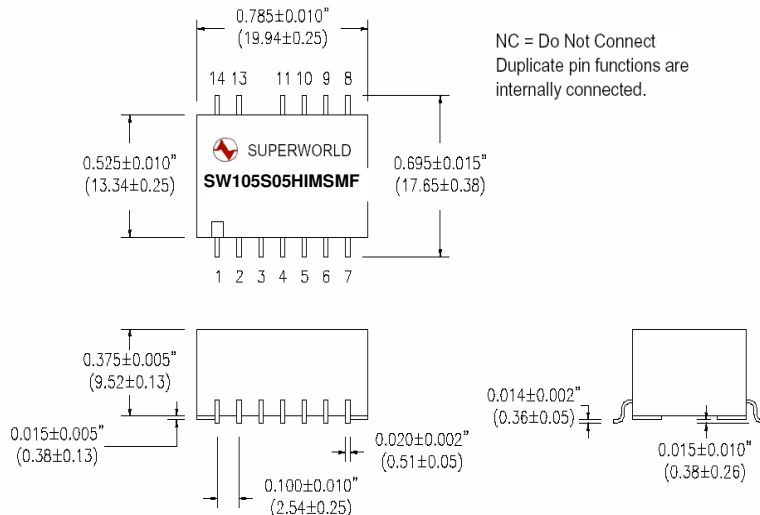 0.785±0.010"
(19.94±0.25)
NC = Do Not Connect
Duplicate pin functions are
internally connected.
14 13 11 10 9 8
0.525±0.010"
(13.34±0.25)
SUPERWORLD
SW105S05HIMSMF
0.695±0.015"
(17.65±0.38)
1 2 3 4 5 6 7
0.375±0.005"
(9.52±0.13)
0.015±0.005"
(0.38±0.13)
0.020±0.002"
(0.51±0.05)
0.100±0.010"
(2.54±0.25)
0.014±0.002"
(0.36±0.05)
0.015±0.010"
(0.38±0.26)